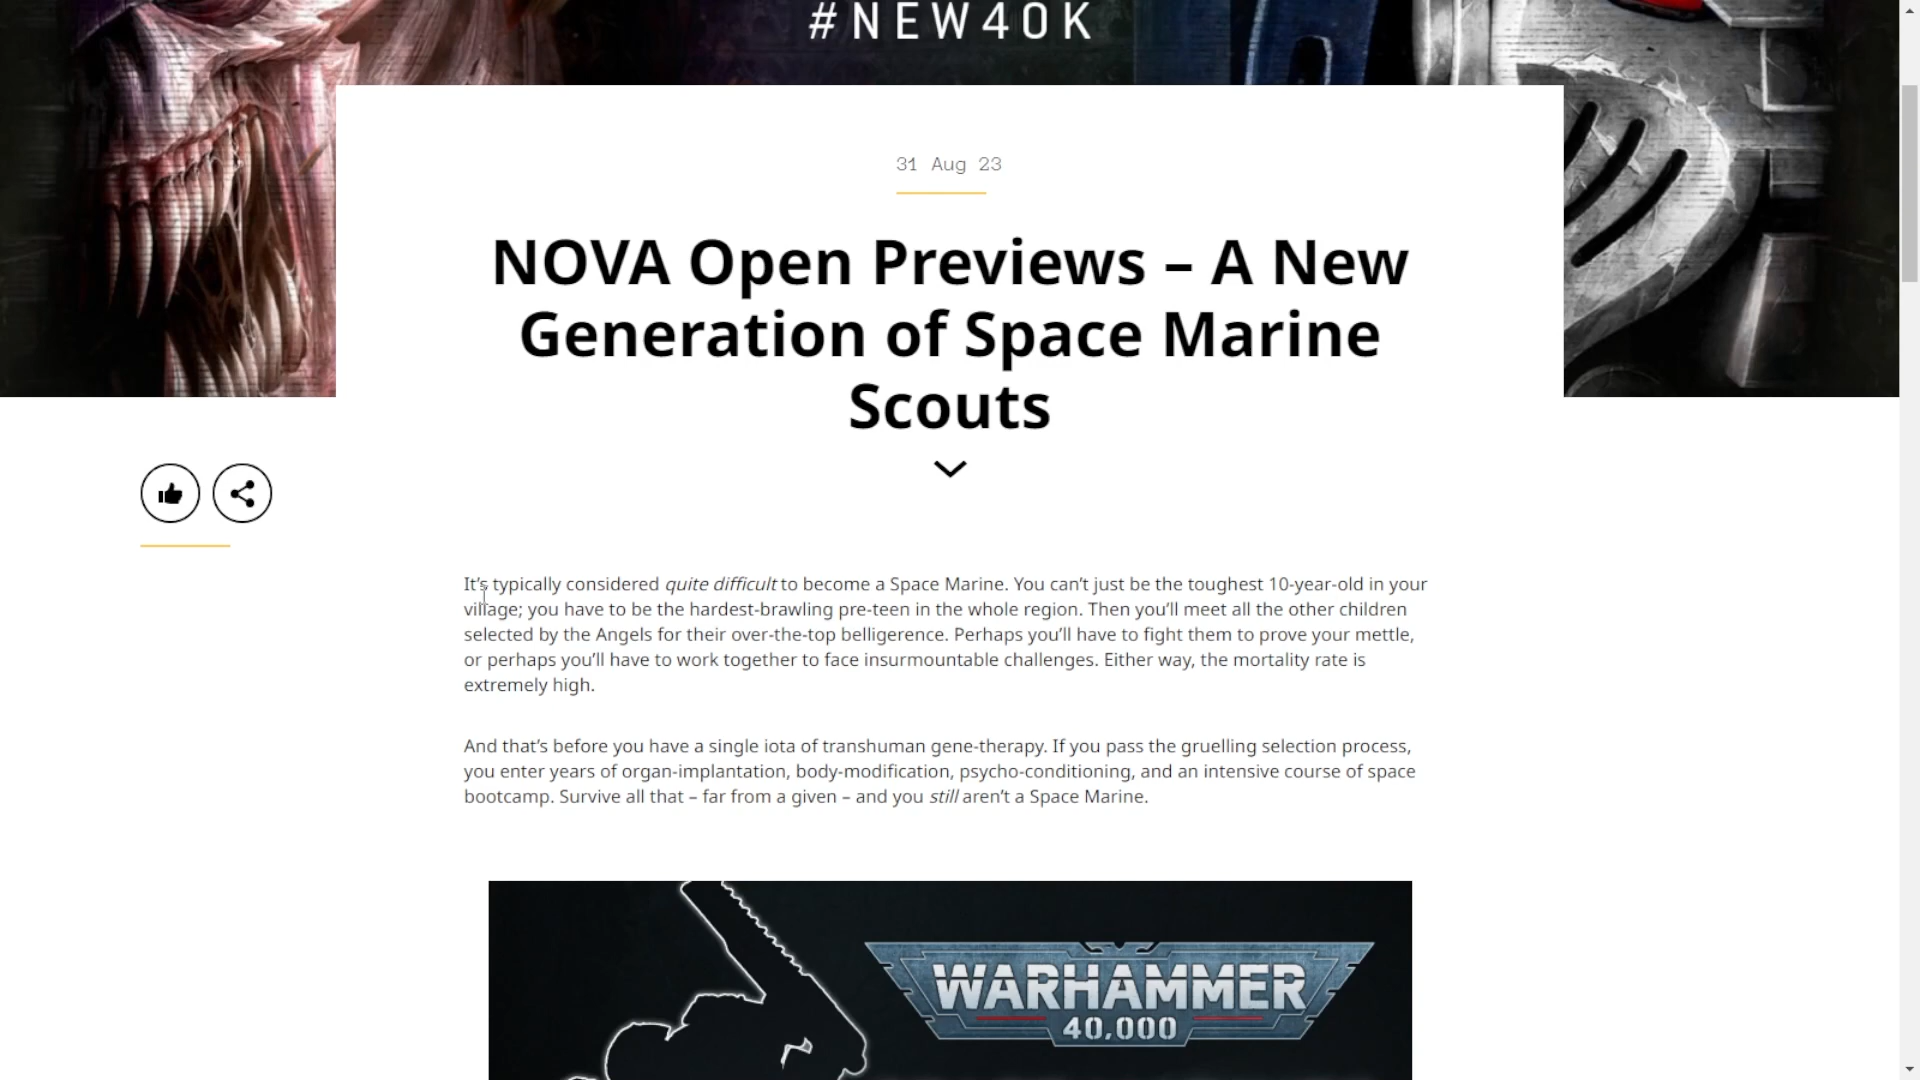 #NEW40K
31 Aug 23
NOVA Open Previews – A New
Generation of Space Marine
Scouts
It’s typically considered quite difficult to become a Space Marine. You can’t just be the toughest 10-year-old in your
village; you have to be the hardest-brawling pre-teen in the whole region. Then you’ll meet all the other children
selected by the Angels for their over-the-top belligerence. Perhaps you’ll have to fight them to prove your mettle,
or perhaps you’ll have to work together to face insurmountable challenges. Either way, the mortality rate is
extremely high.
And that’s before you have a single iota of transhuman gene-therapy. If you pass the gruelling selection process,
you enter years of organ-implantation, body-modification, psycho-conditioning, and an intensive course of space
bootcamp. Survive all that – far from a given – and you still aren’t a Space Marine.
WARHAMMER
40,000